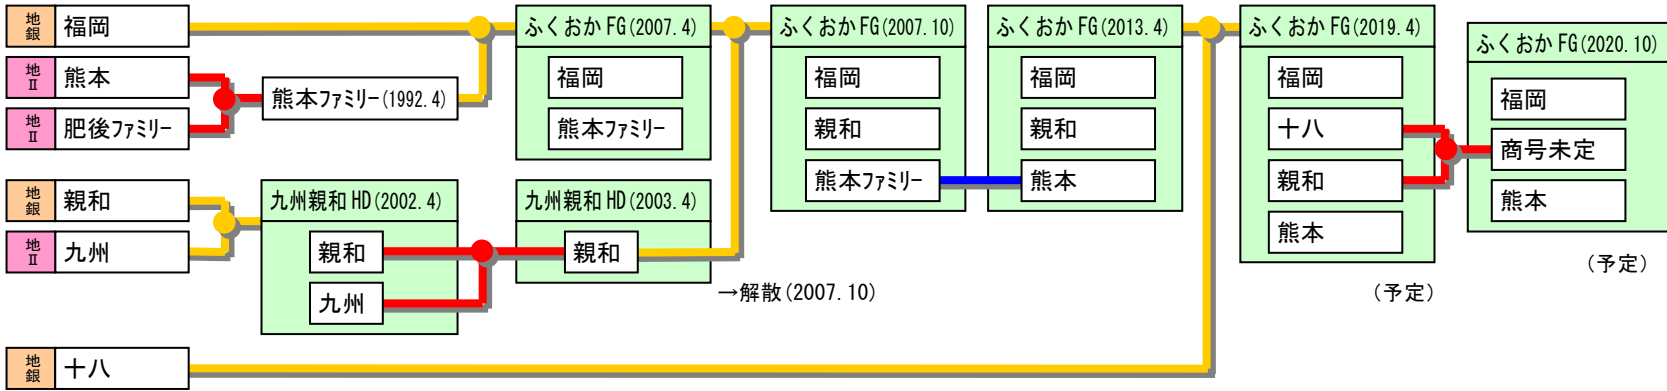 地銀 福岡
地Ⅱ 熊本
地Ⅱ 肥後ファミリー
熊本ファミリー(1992.4)
地銀 親和
地Ⅱ 九州
地銀 十八
九州親和HD(2002.4)
親和
九州
九州親和HD(2003.4)
親和
→解散(2007.10)
ふくおかFG(2007.4)
福岡
熊本ファミリー
ふくおかFG(2007.10)
福岡
親和
熊本ファミリー
ふくおかFG(2013.4)
福岡
親和
熊本
ふくおかFG(2019.4)
福岡
十八
親和
熊本
(予定)
ふくおかFG(2020.10)
福岡
商号未定
熊本
(予定)